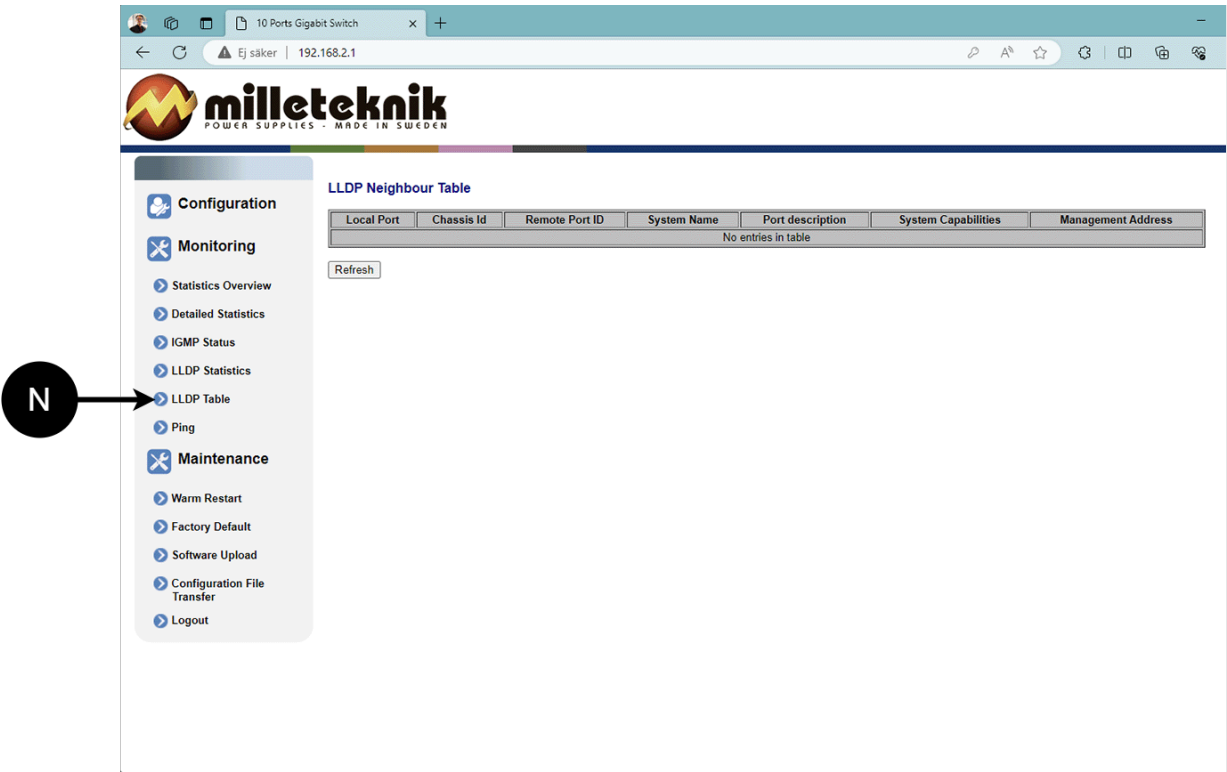 10 Ports Gigabit Switch
Ej säker | 192.168.2.1
milleteknik
POWER SUPPLIES - MADE IN SWEDEN
Configuration
Monitoring
Statistics Overview
Detailed Statistics
IGMP Status
LLDP Statistics
N
LLDP Table
Ping
Maintenance
Warm Restart
Factory Default
Software Upload
Configuration File
Transfer
Logout
LLDP Neighbour Table
Local Port Chassis Id Remote Port ID System Name Port description System Capabilities Management Address
No entries in table
Refresh